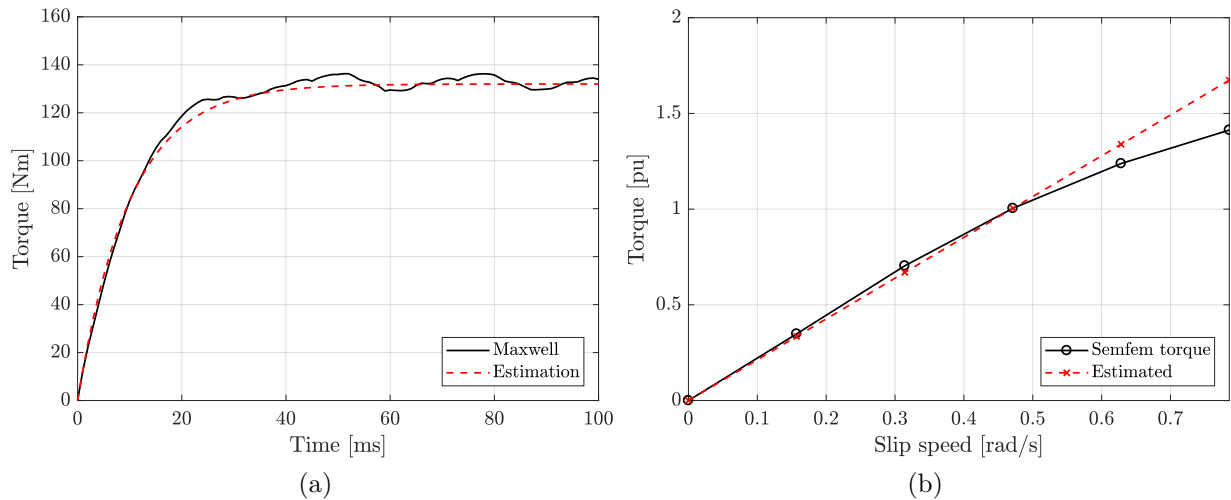 160
140
120
100
80
60
40
20
0
Torque [Nm]
0 20 40 60 80 100
Time [ms]
Maxwell
Estimation
(a)
2
1.5
1
0.5
0
Torque [pu]
0 0.1 0.2 0.3 0.4 0.5 0.6 0.7
Slip speed [rad/s]
Semfem torque
Estimated
(b)